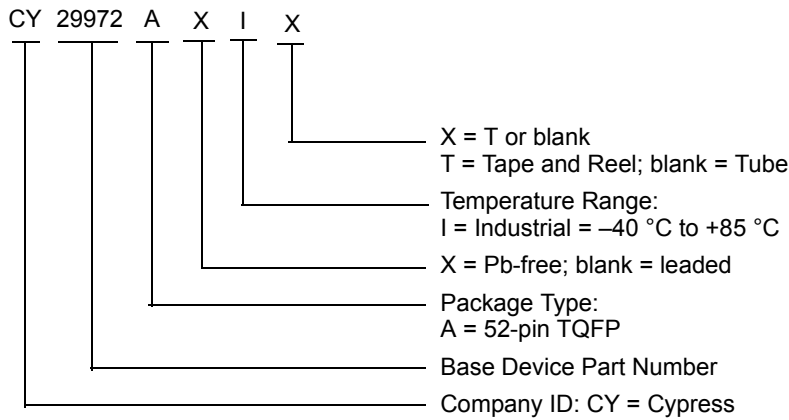 CY 29972 A X I X
X = T or blank
T = Tape and Reel; blank = Tube
Temperature Range:
I = Industrial = –40 °C to +85 °C
X = Pb-free; blank = leaded
Package Type:
A = 52-pin TQFP
Base Device Part Number
Company ID: CY = Cypress